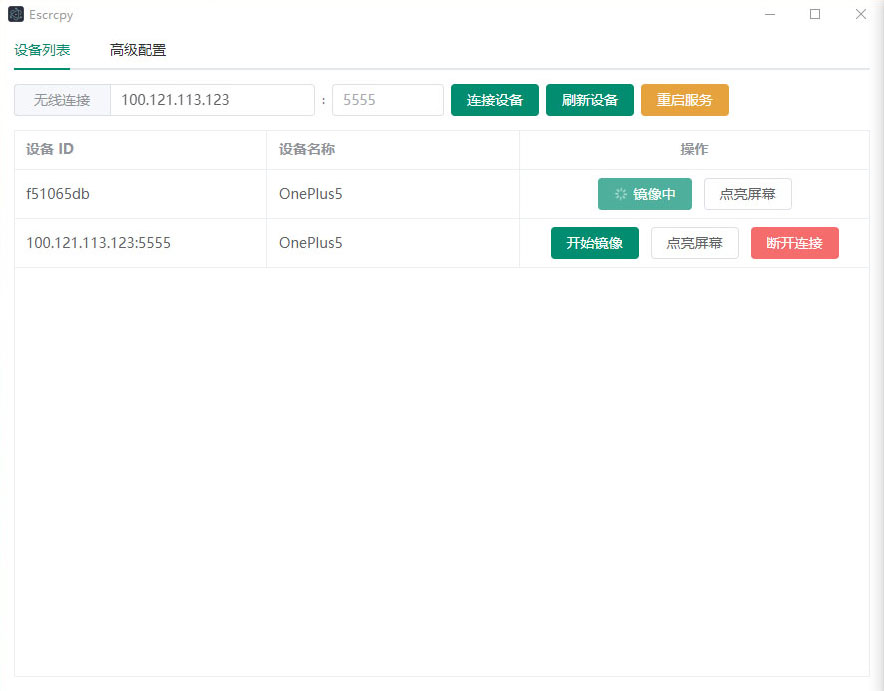 Escrcpy
设备列表 高级配置
无线连接 100.121.113.123 : 5555 连接设备 刷新设备 重启服务
设备 ID 设备名称 操作
f51065db OnePlus5 镜像中 点亮屏幕
100.121.113.123:5555 OnePlus5 开始镜像 点亮屏幕 断开连接